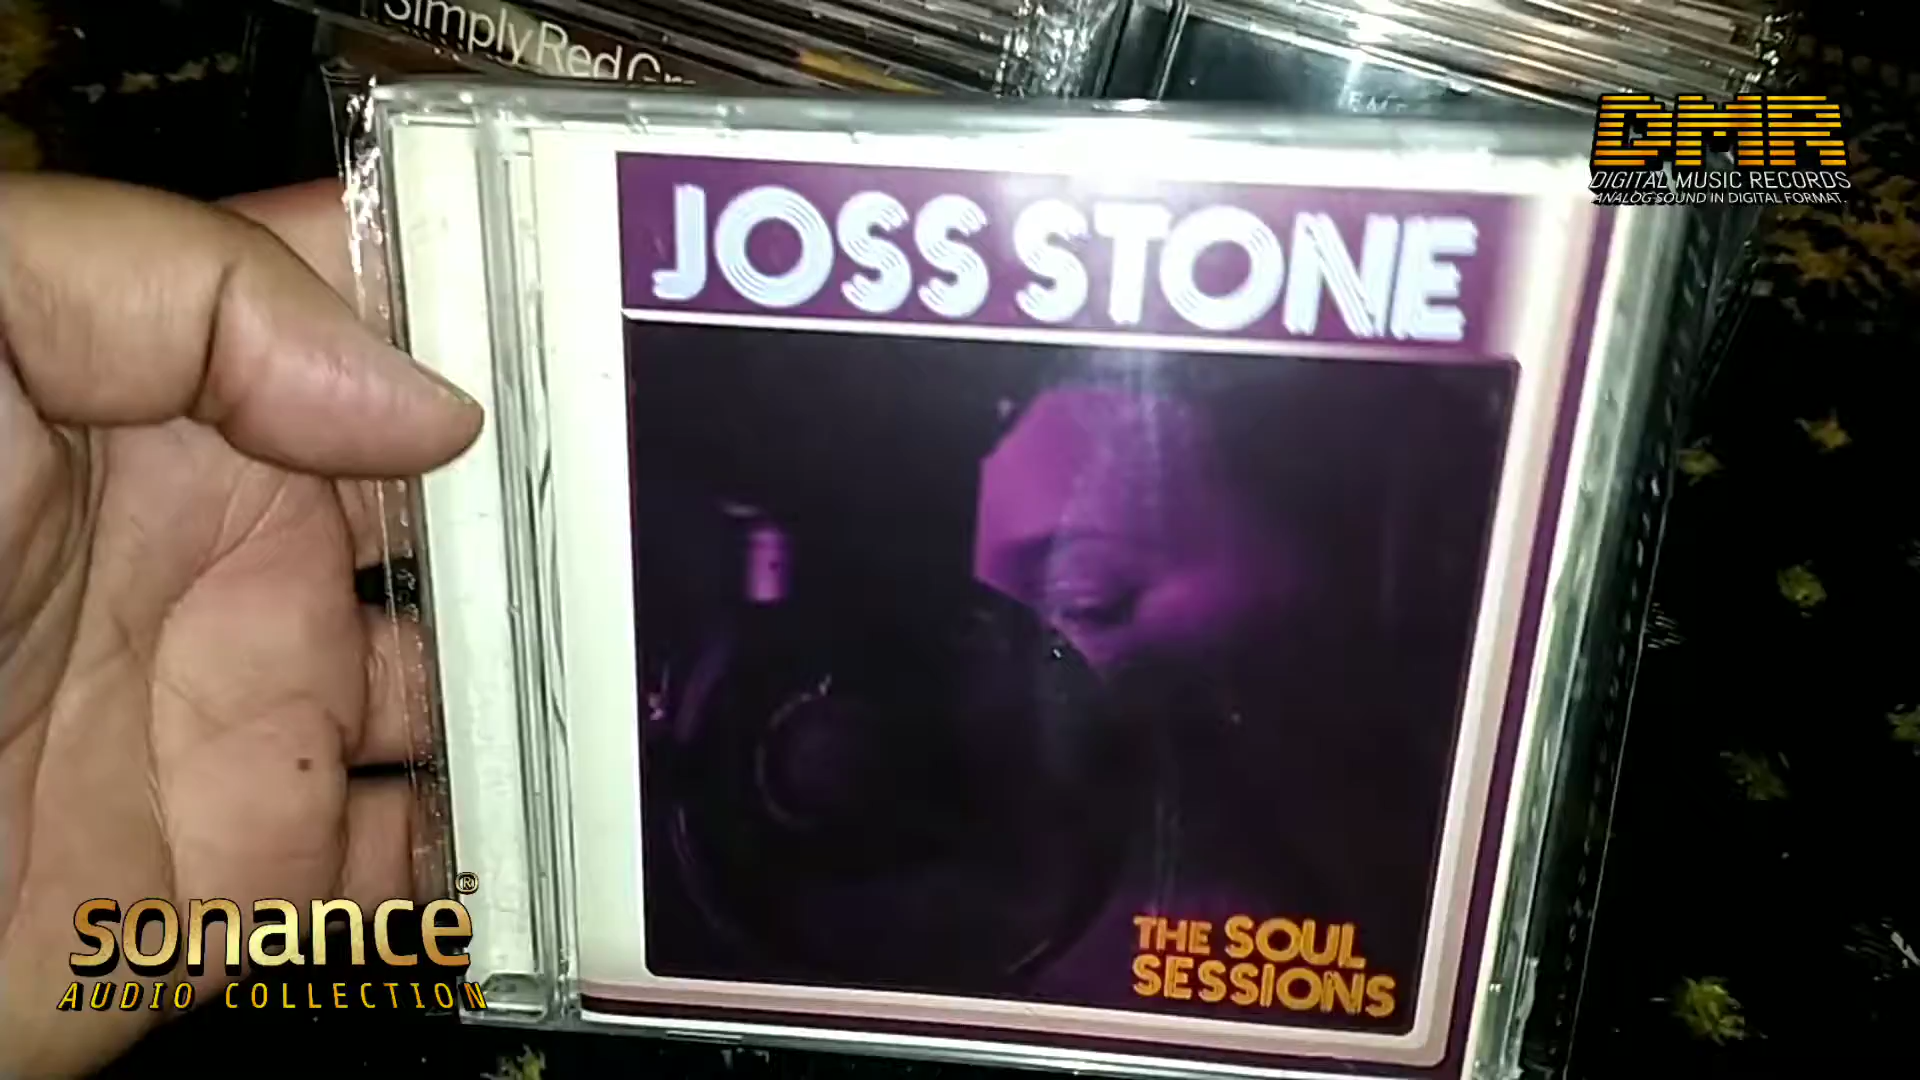 Simply Red
DMR
DIGITAL MUSIC RECORDS
ANALOG SOUND IN DIGITAL FORMAT.
JOSS STONE
THE SOUL
SESSIONS
sonance®
AUDIO COLLECTION